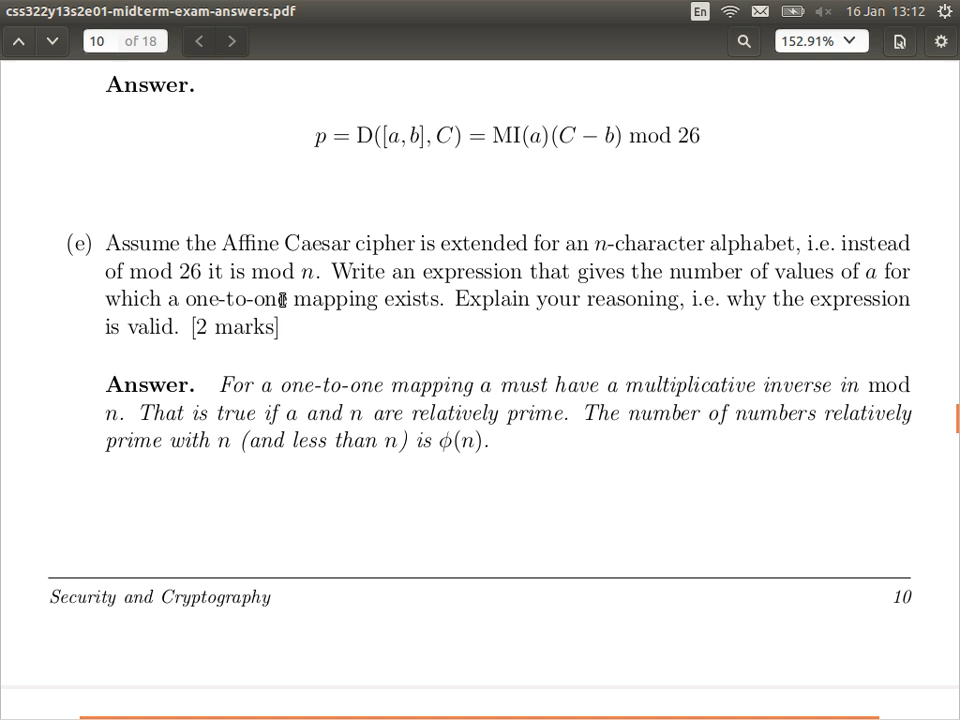 css322y13s2e01-midterm-exam-answers.pdf
En
16 Jan 13:12
10 of 18
152.91%
Answer.
p = D([a, b], C) = MI(a)(C − b) mod 26
(e) Assume the Affine Caesar cipher is extended for an n-character alphabet, i.e. instead
of mod 26 it is mod n. Write an expression that gives the number of values of a for
which a one-to-one mapping exists. Explain your reasoning, i.e. why the expression
is valid. [2 marks]
Answer. For a one-to-one mapping a must have a multiplicative inverse in mod
n. That is true if a and n are relatively prime. The number of numbers relatively
prime with n (and less than n) is ϕ(n).
Security and Cryptography
10